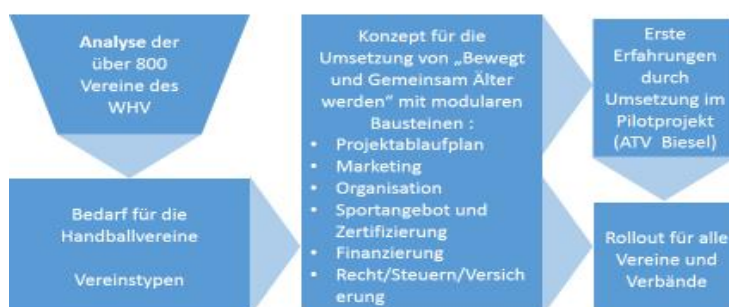 Analyse der
über 800
Vereine des
WHV
Bedarf für die
Handballvereine
Vereinstypen
Konzept für die
Umsetzung von „Bewegt
und Gemeinsam Älter
werden“ mit modularen
Bausteinen :
• Projektablaufplan
• Marketing
• Organisation
• Sportangebot und
Zertifizierung
• Finanzierung
• Recht/Steuern/Versich
erung
Erste
Erfahrungen
durch
Umsetzung im
Pilotprojekt
(ATV Biesel)
Rollout für alle
Vereine und
Verbände